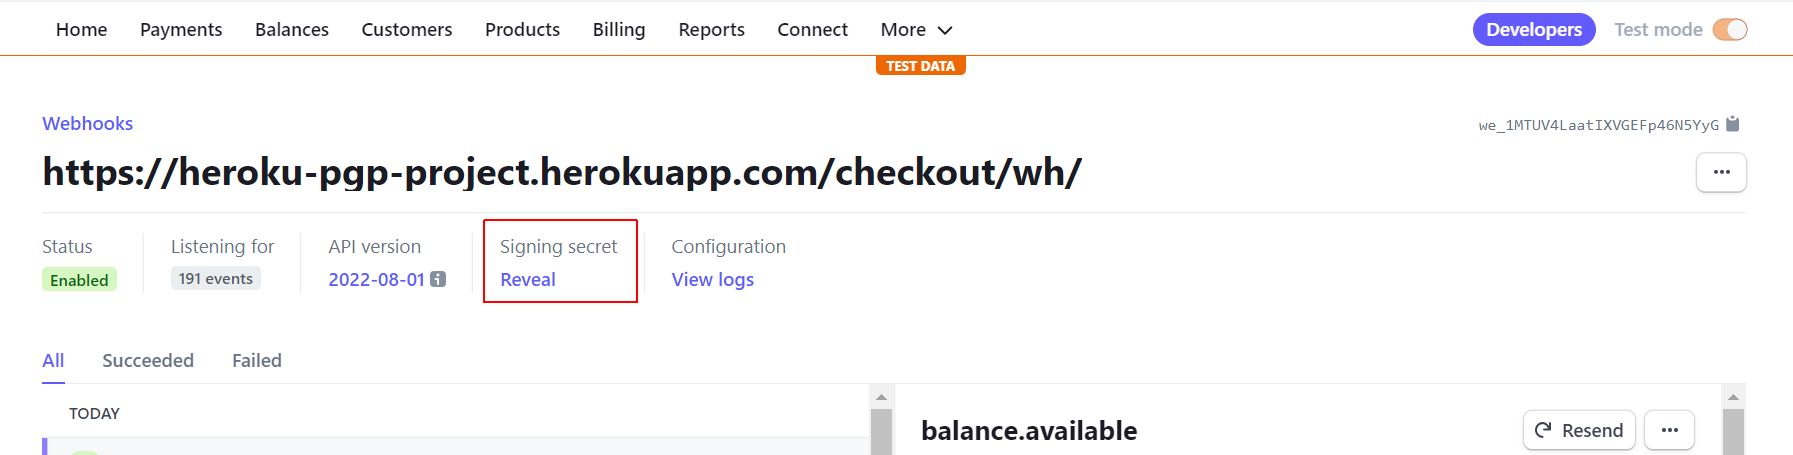 Home Payments Balances Customers Products Billing Reports Connect More Developers Test mode
TEST DATA
Webhooks we_1MTUV4LaatIXVGEFp46N5YyG
https://heroku-pgp-project.herokuapp.com/checkout/wh/
Status Listening for API version Signing secret Configuration
Enabled 191 events 2022-08-01 Reveal View logs
All Succeeded Failed
TODAY
balance.available Resend